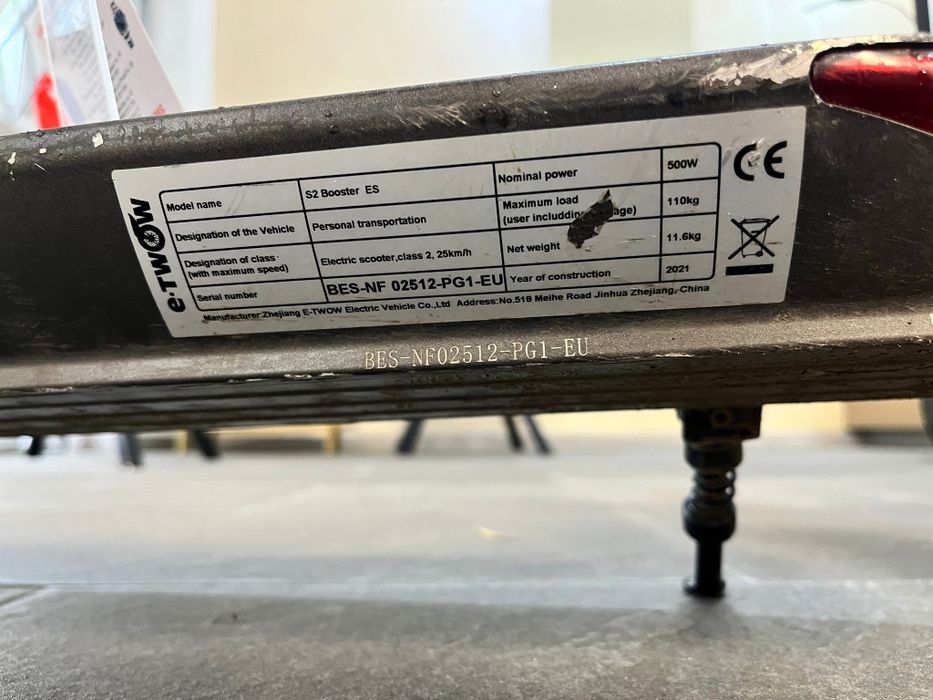 e-TWOW
Model name S2 Booster ES Nominal power 500W
Designation of the Vehicle Personal transportation Maximum load 110kg
(user includding
Designation of class Electric scooter,class 2, 25km/h Net weight 11.6kg
(with maximum speed)
Serial number BES-NF 02512-PG1-EU Year of construction 2021
Manufacturer:Zhejiang E-TWOW Electric Vehicle Co.,Ltd Address:No.518 Meihe Road Jinhua Zhejiang, China
CE
BES-NF02512-PG1-EU